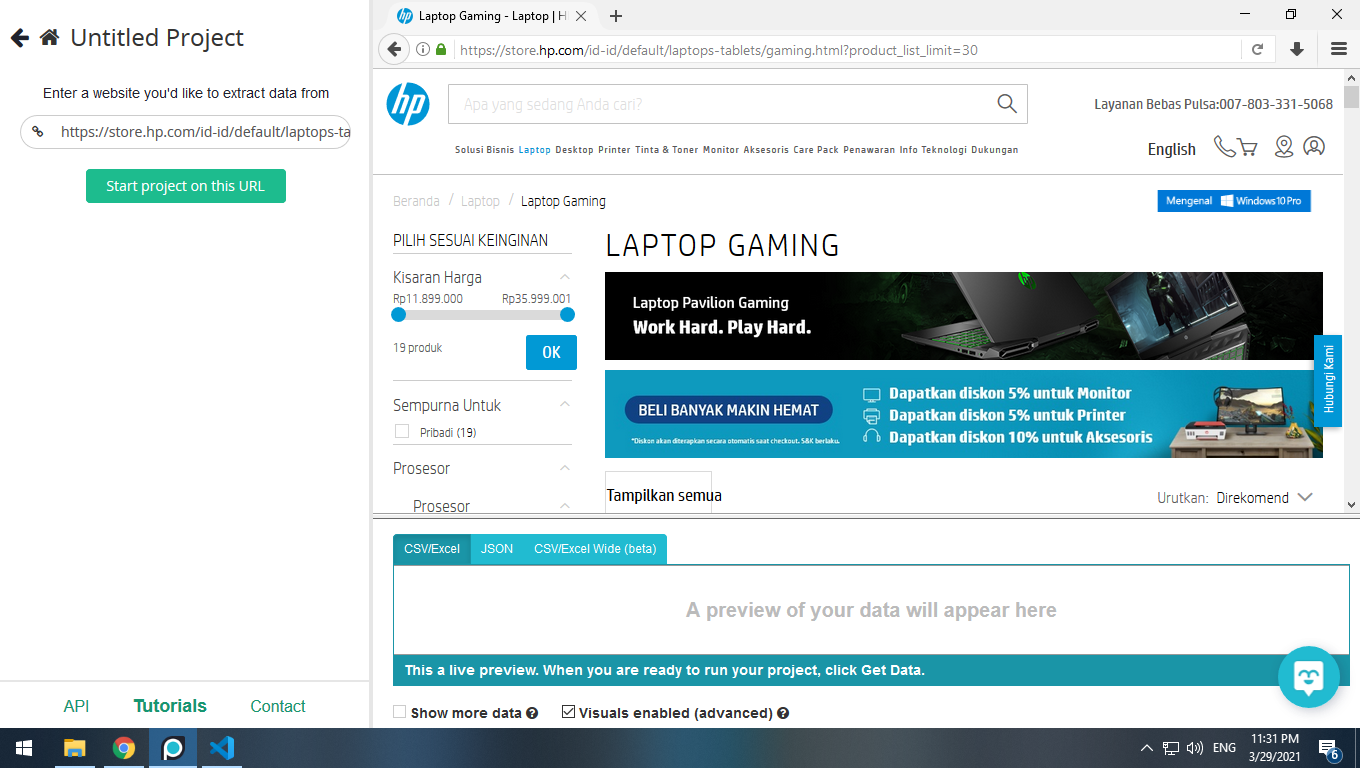 Untitled Project
Enter a website you'd like to extract data from
https://store.hp.com/id-id/default/laptops-ta
Start project on this URL
API Tutorials Contact
Laptop Gaming - Laptop | H
https://store.hp.com/id-id/default/laptops-tablets/gaming.html?product_list_limit=30
hp
Apa yang sedang Anda cari?
Layanan Bebas Pulsa:007-803-331-5068
Solusi Bisnis Laptop Desktop Printer Tinta & Toner Monitor Aksesoris Care Pack Penawaran Info Teknologi Dukungan
English
Beranda / Laptop / Laptop Gaming
Mengenal Windows 10 Pro
PILIH SESUAI KEINGINAN
Kisaran Harga
Rp11.899.000 Rp35.999.001
19 produk
OK
Sempurna Untuk
Pribadi (19)
Prosesor
Prosesor
LAPTOP GAMING
Laptop Pavilion Gaming
Work Hard. Play Hard.
BELI BANYAK MAKIN HEMAT
*Diskon akan diterapkan secara otomatis saat checkout. S&K berlaku.
Dapatkan diskon 5% untuk Monitor
Dapatkan diskon 5% untuk Printer
Dapatkan diskon 10% untuk Aksesoris
Hubungi Kami
Tampilkan semua
Urutkan: Direkomend
CSV/Excel JSON CSV/Excel Wide (beta)
A preview of your data will appear here
This a live preview. When you are ready to run your project, click Get Data.
Show more data Visuals enabled (advanced)
ENG
11:31 PM
3/29/2021
6